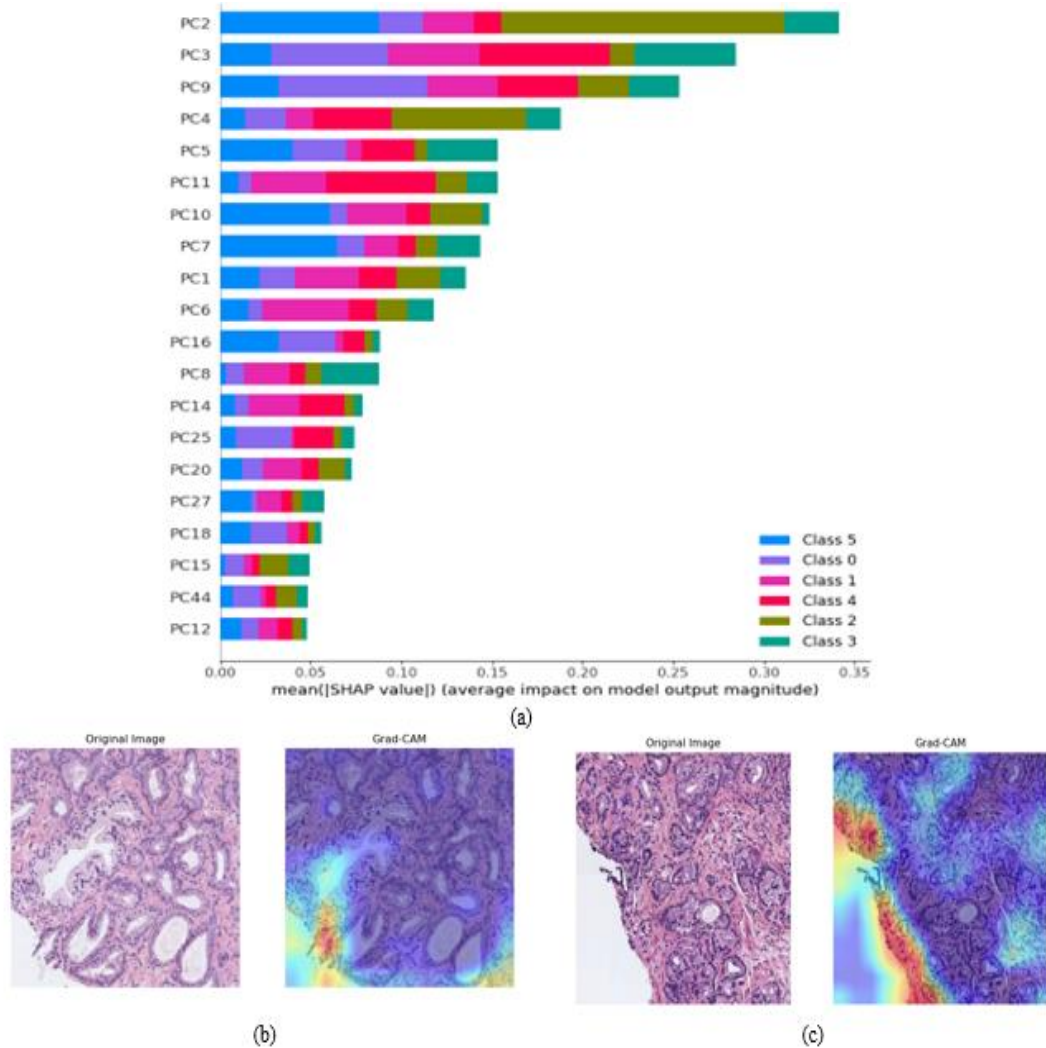 PC2
PC3
PC9
PC4
PC5
PC11
PC10
PC7
PC1
PC6
PC16
PC8
PC14
PC25
PC20
PC27
PC18
PC15
PC44
PC12
Class 5
Class 0
Class 1
Class 4
Class 2
Class 3
0.00 0.05 0.10 0.15 0.20 0.25 0.30 0.35
mean(|SHAP value|) (average impact on model output magnitude)
(a)
Original Image Grad-CAM Original Image Grad-CAM
(b) (c)